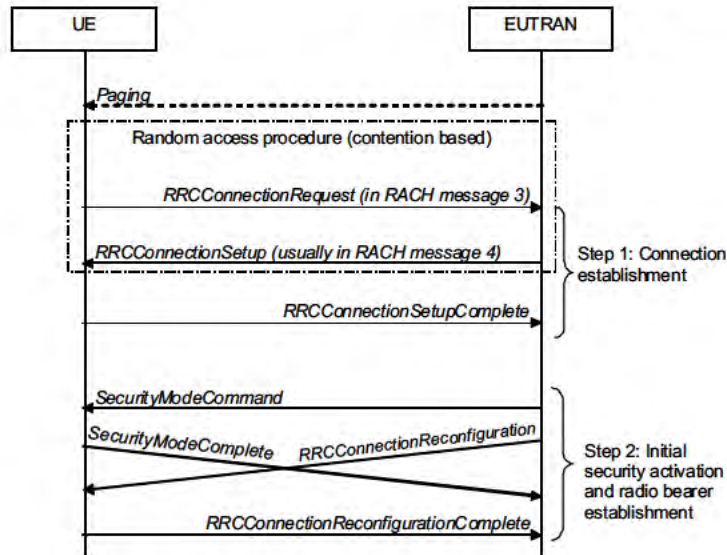 UE
EUTRAN
Paging
Random access procedure (contention based)
RRCConnectionRequest (in RACH message 3)
RRCConnectionSetup (usually in RACH message 4)
Step 1: Connection
establishment
RRCConnectionSetupComplete
SecurityModeCommand
SecurityModeComplete
RRCConnectionReconfiguration
Step 2: Initial
security activation
and radio bearer
establishment
RRCConnectionReconfigurationComplete